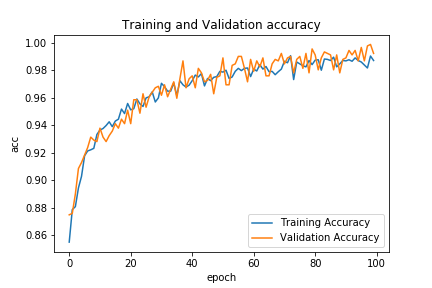 Training and Validation accuracy
acc
1.00
0.98
0.96
0.94
0.92
0.90
0.88
0.86
0
20
40
60
80
100
epoch
Training Accuracy
Validation Accuracy